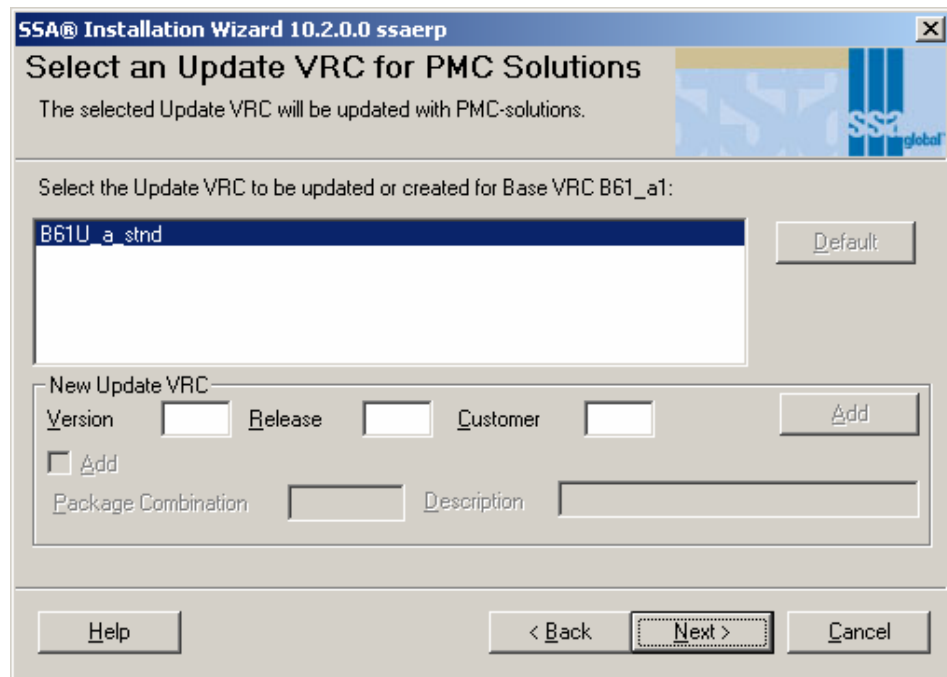 SSA® Installation Wizard 10.2.0.0 ssaerp
Select an Update VRC for PMC Solutions
The selected Update VRC will be updated with PMC-solutions.
ssa global™
Select the Update VRC to be updated or created for Base VRC B61_a1:
B61U_a_stnd
Default
New Update VRC
Version Release Customer Add
Add
Package Combination Description
Help < Back Next > Cancel